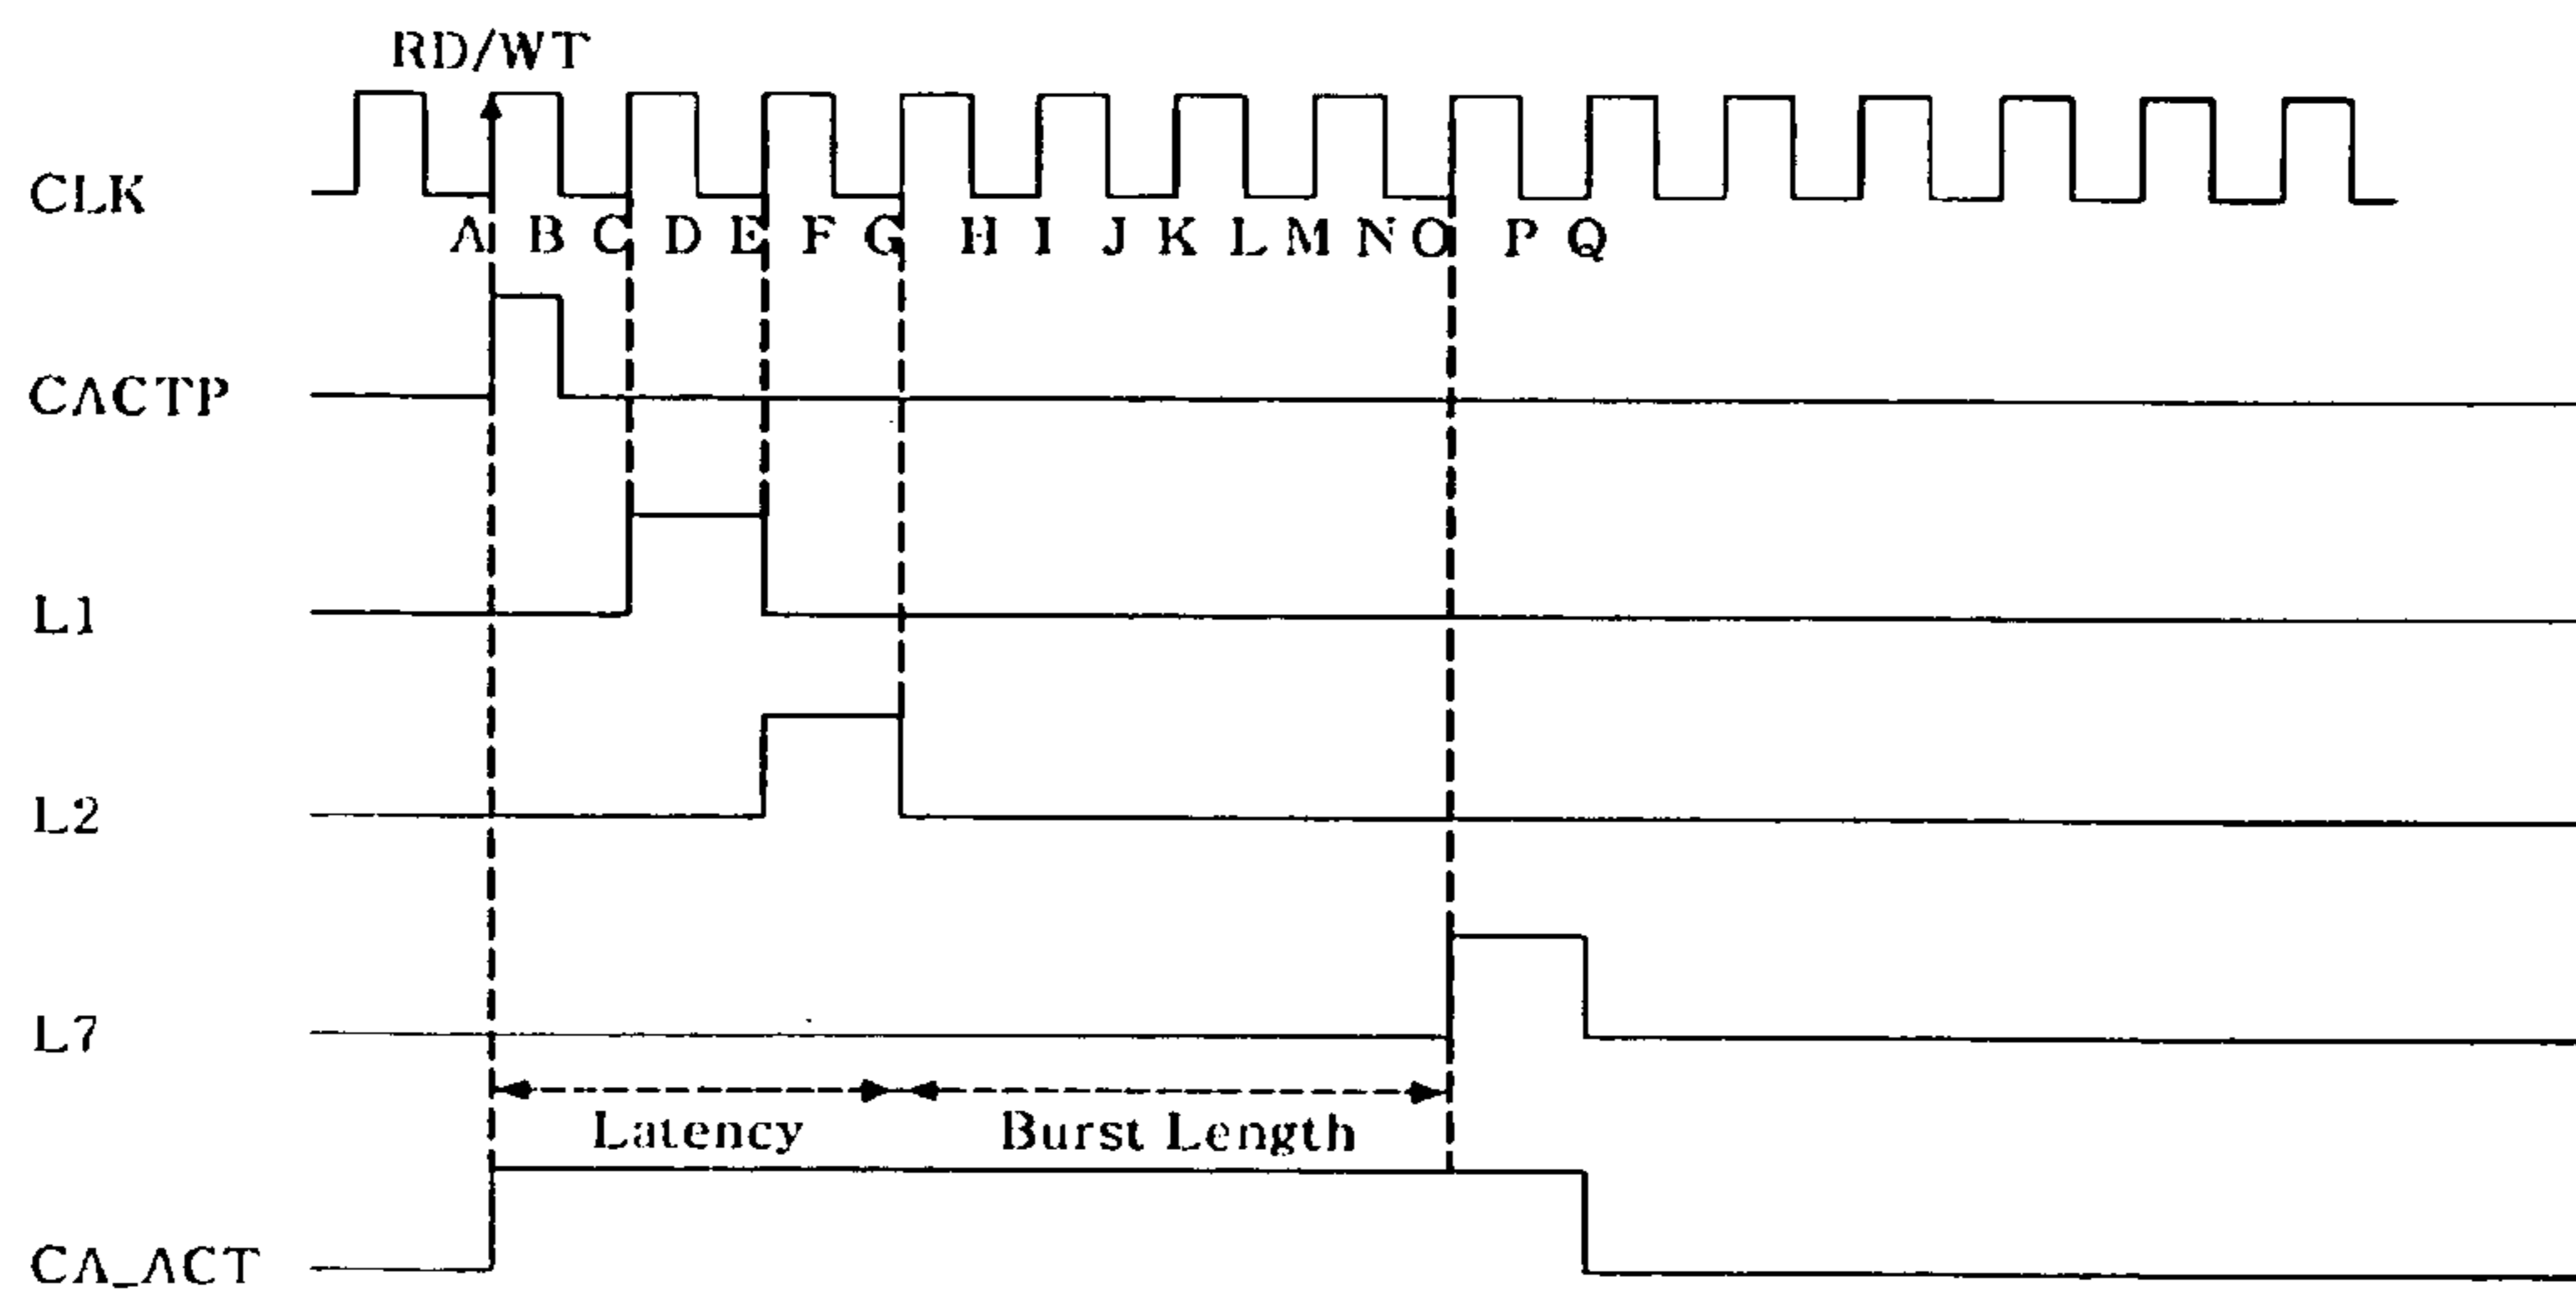 RD/WT
CLK
A B C D E F G H I J K L M N O P Q
CACTP
L1
L2
L7
Latency Burst Length
CA_ACT